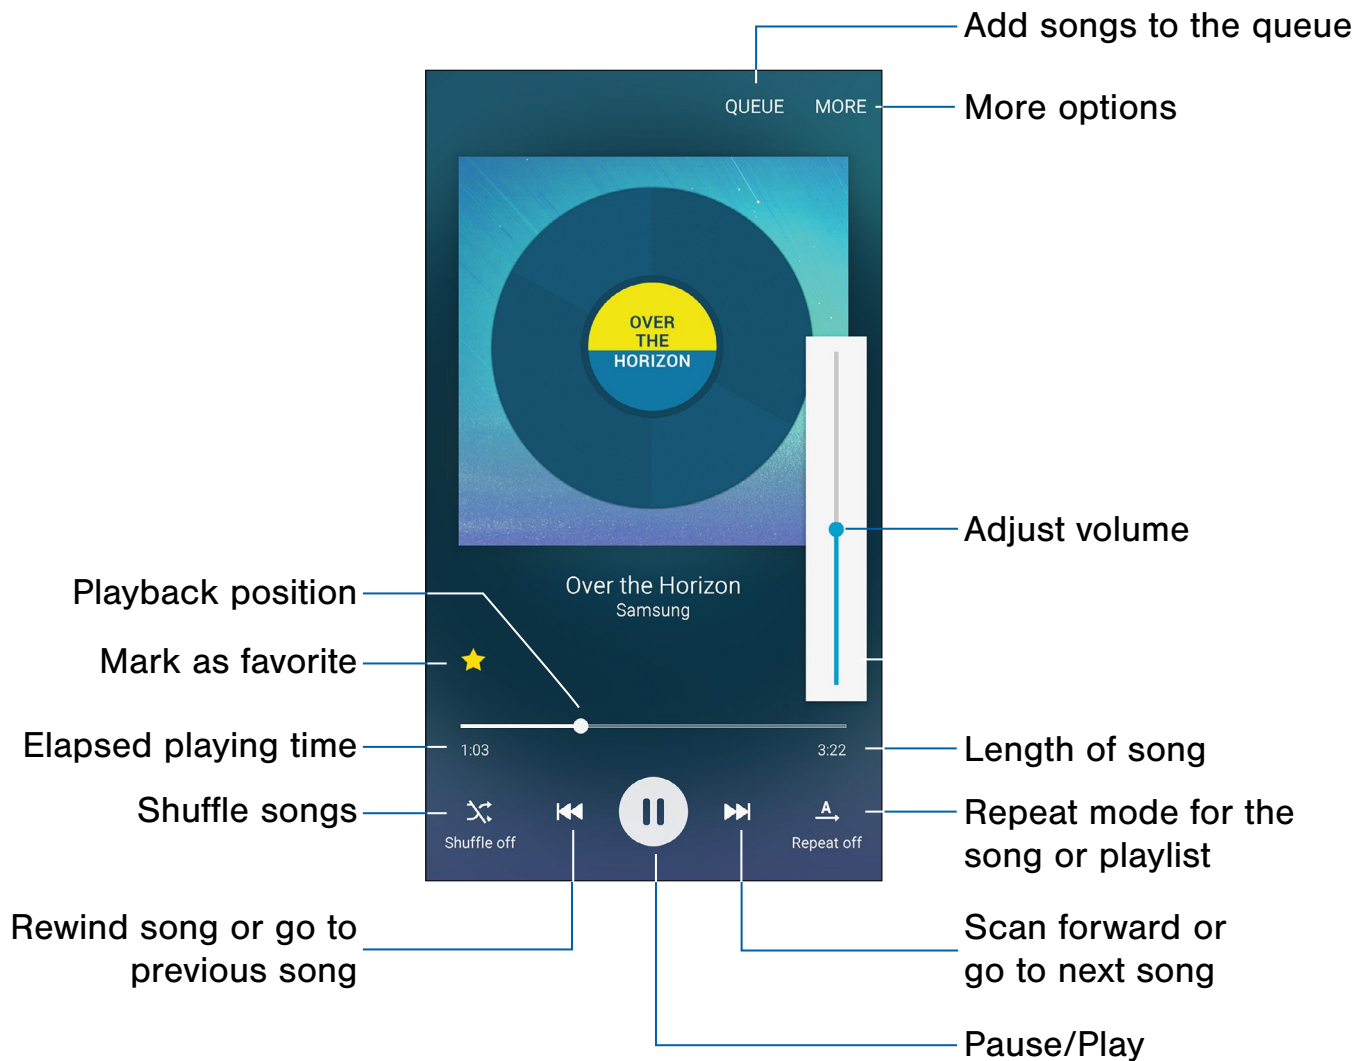 Add songs to the queue
QUEUE MORE
More options
OVER
THE
HORIZON
Adjust volume
Over the Horizon
Samsung
Playback position
Mark as favorite
Elapsed playing time
1:03
3:22
Length of song
Shuffle songs
Shuffle off
A
Repeat off
Repeat mode for the
song or playlist
Rewind song or go to
previous song
Scan forward or
go to next song
Pause/Play